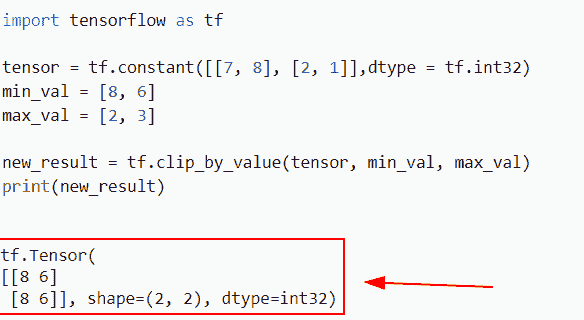 import tensorflow as tf
tensor = tf.constant([[7, 8], [2, 1]],dtype = tf.int32)
min_val = [8, 6]
max_val = [2, 3]
new_result = tf.clip_by_value(tensor, min_val, max_val)
print(new_result)
tf.Tensor(
[[8 6]
 [8 6]], shape=(2, 2), dtype=int32)